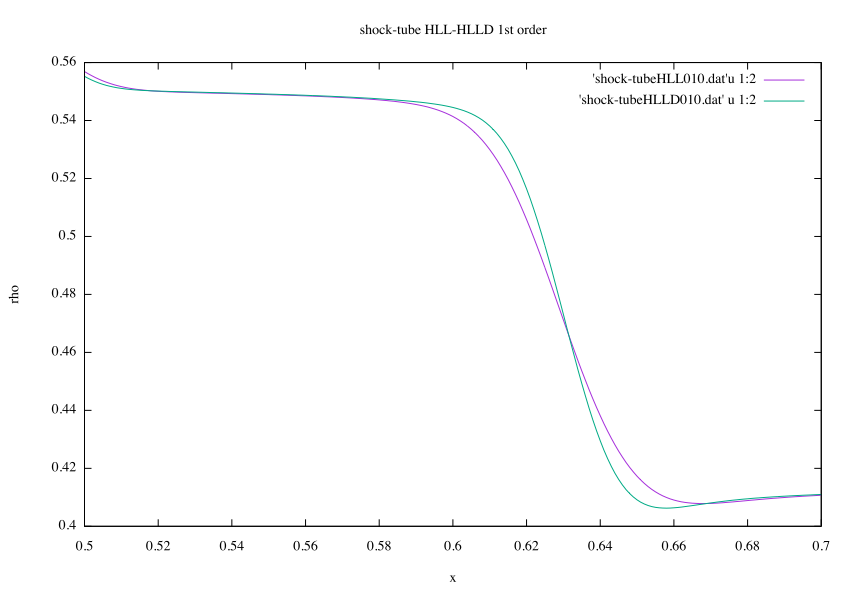 shock-tube HLL-HLLD 1st order
'shock-tubeHLL010.dat'u 1:2
'shock-tubeHLLD010.dat' u 1:2
0.56
0.54
0.52
0.5
0.48
0.46
0.44
0.42
0.4
rho
0.5 0.52 0.54 0.56 0.58 0.6 0.62 0.64 0.66 0.68 0.7
x